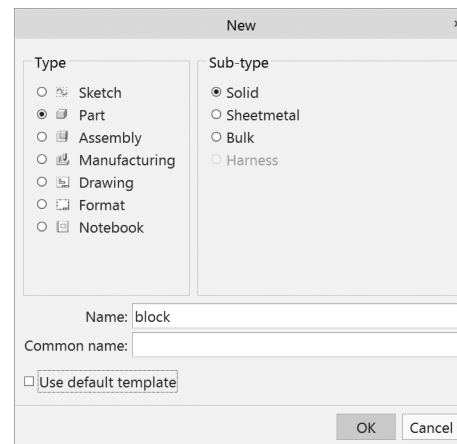 New
Type
Sketch
Part
Assembly
Manufacturing
Drawing
Format
Notebook
Sub-type
Solid
Sheetmetal
Bulk
Harness
Name: block
Common name:
Use default template
OK Cancel